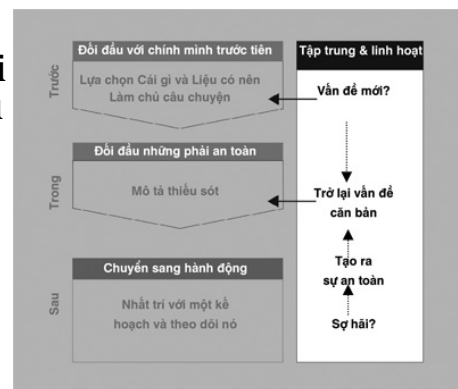 i
Trước
Đối đầu với chính mình trước tiên
Lựa chọn Cái gì và Liệu có nên
Làm chủ câu chuyện
Trong
Đối đầu những phải an toàn
Mô tả thiếu sót
Sau
Chuyển sang hành động
Nhất trí với một kế
hoạch và theo dõi nó
Tập trung & linh hoạt
Vấn đề mới?
Trở lại vấn đề
căn bản
Tạo ra
sự an toàn
Sợ hãi?